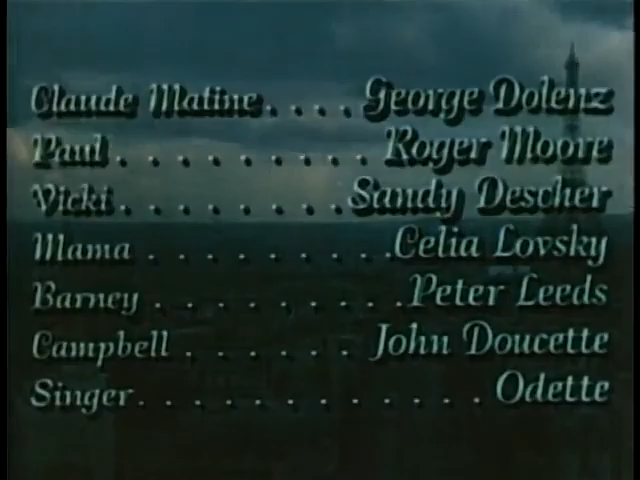 Claude Matine.... George Dolenz
Paul......... Roger Moore
Vicki.........Sandy Descher
Mama .........Celia Lovsky
Barney .........Peter Leeds
Campbell ...... John Doucette
Singer............ Odette